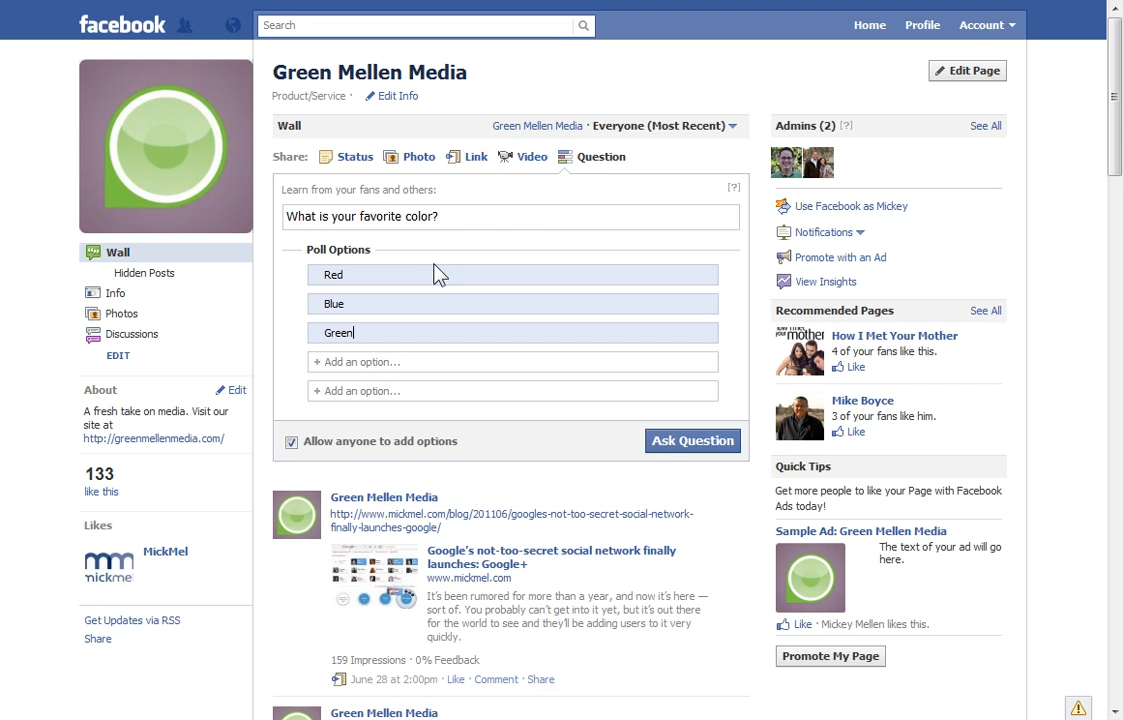 facebook
Search
Home
Profile
Account
Green Mellen Media
Edit Page
Product/Service ·
Edit Info
Wall
Green Mellen Media · Everyone (Most Recent)
Share:
Status
Photo
Link
Video
Question
Learn from your fans and others:
[?]
What is your favorite color?
Poll Options
Red
Blue
Green
+ Add an option...
+ Add an option...
Allow anyone to add options
Ask Question
Wall
Hidden Posts
Info
Photos
Discussions
EDIT
About
Edit
A fresh take on media. Visit our
site at
http://greenmellenmedia.com/
133
like this
Likes
mickmel
MickMel
Get Updates via RSS
Share
Green Mellen Media
http://www.mickmel.com/blog/201106/googles-not-too-secret-social-network-
finally-launches-google/
Google's not-too-secret social network finally
launches: Google+
www.mickmel.com
It's been rumored for more than a year, and now it's here —
sort of. You probably can't get into it yet, but it's out there
for the world to see and they'll be adding users to it very
quickly.
159 Impressions · 0% Feedback
June 28 at 2:00pm · Like · Comment · Share
Green Mellen Media
Admins (2) [?]
See All
Use Facebook as Mickey
Notifications
Promote with an Ad
View Insights
Recommended Pages
See All
mother
How I Met Your Mother
4 of your fans like this.
Like
Mike Boyce
3 of your fans like him.
Like
Quick Tips
Get more people to like your Page with Facebook
Ads today!
Sample Ad: Green Mellen Media
The text of your ad will go
here.
Like · Mickey Mellen likes this.
Promote My Page